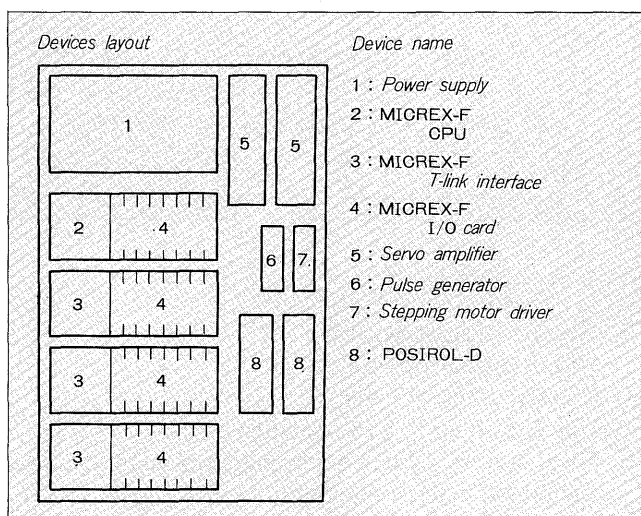 Devices layout
Device name
1
5
5
2
4
6
7
3
4
3
4
8
8
3
4
1 : Power supply
2 : MICREX-F
CPU
3 : MICREX-F
T-link interface
4 : MICREX-F
I/O card
5 : Servo amplifier
6 : Pulse generator
7 : Stepping motor driver
8 : POSIROL-D